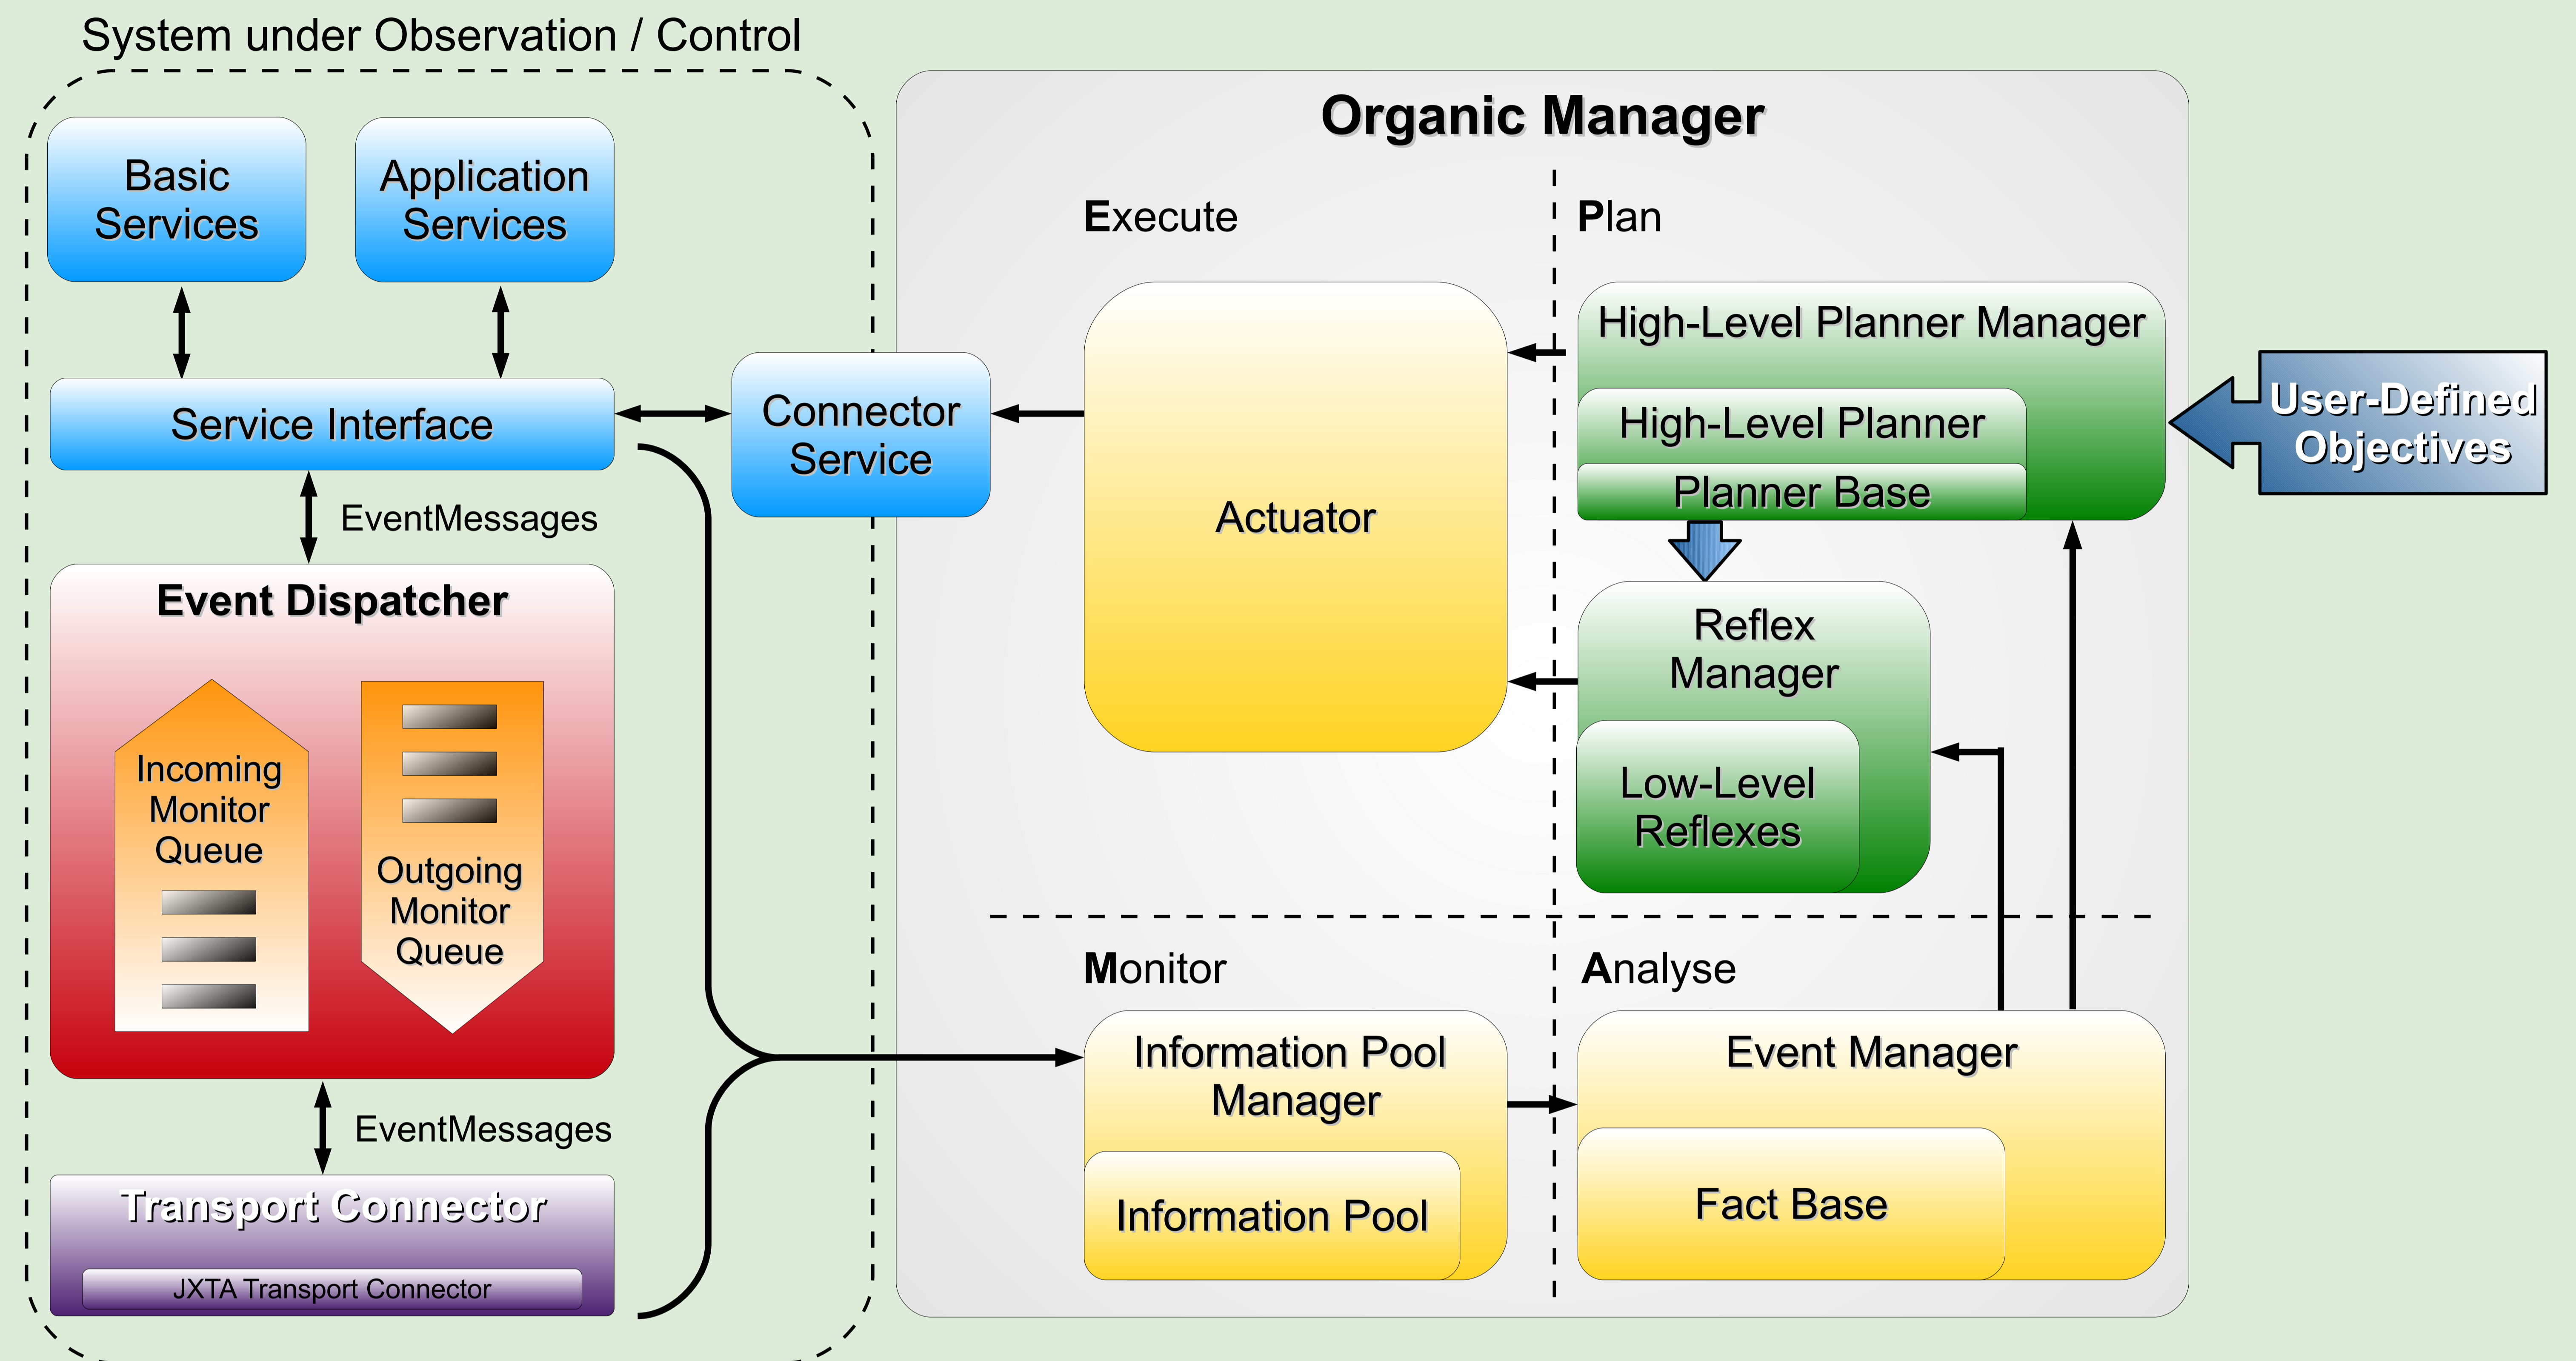 System under Observation / Control
Basic
Services
Application
Services
Service Interface
EventMessages
Event Dispatcher
Incoming
Monitor
Queue
Outgoing
Monitor
Queue
EventMessages
Transport Connector
JXTA Transport Connector
Connector
Service
Organic Manager
Execute
Plan
Actuator
High-Level Planner Manager
High-Level Planner
Planner Base
Reflex
Manager
Low-Level
Reflexes
User-Defined
Objectives
Monitor
Analyse
Information Pool
Manager
Information Pool
Event Manager
Fact Base